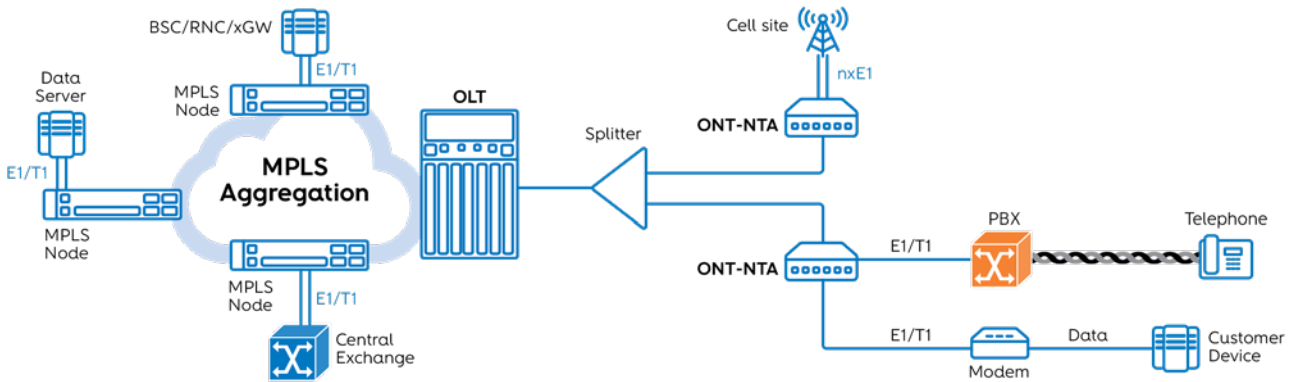 BSC/RNC/xGW
E1/T1
MPLS
Node
Data
Server
E1/T1
MPLS
Node
MPLS
Aggregation
MPLS
Node
E1/T1
Central
Exchange
OLT
Splitter
Cell site
nxE1
ONT-NTA
ONT-NTA
E1/T1
PBX
Telephone
E1/T1
Modem
Data
Customer
Device